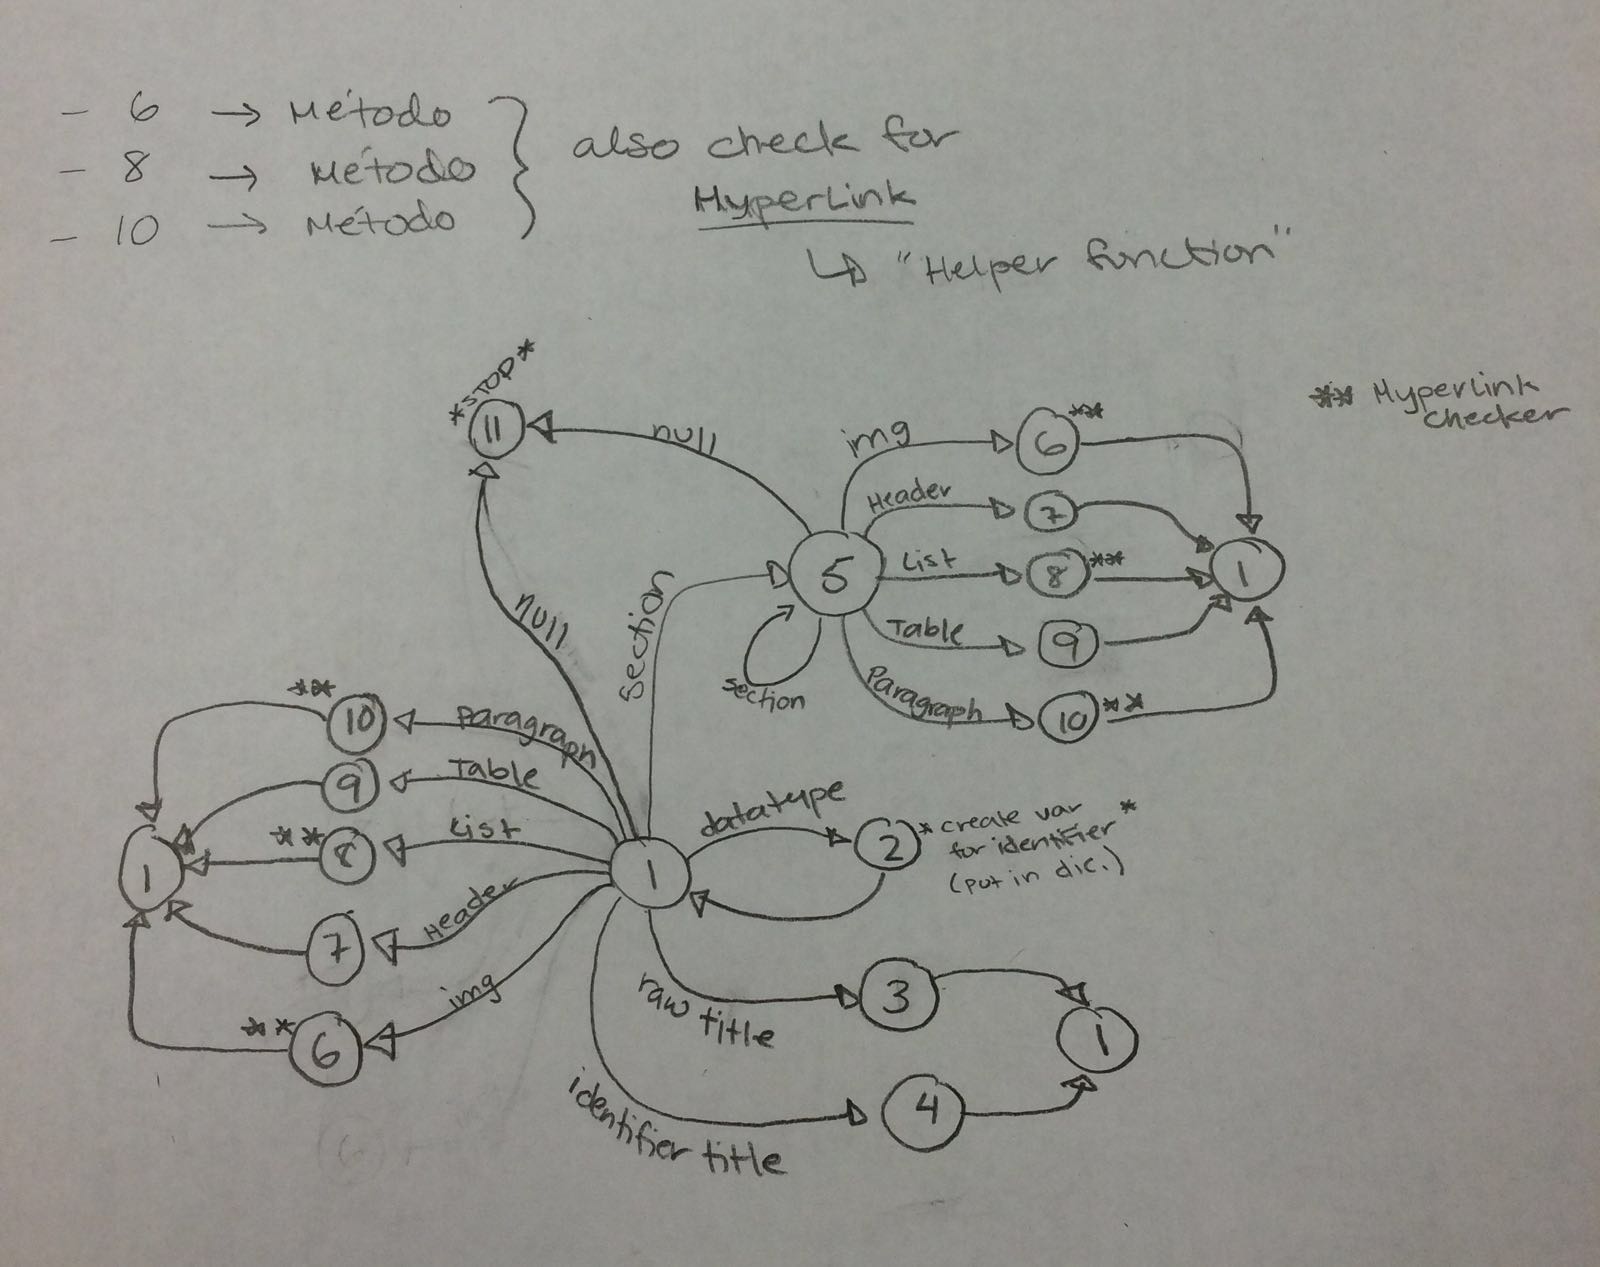 - 6 → Método
- 8 → Método
- 10 → Método
also check for
HyperLink
↳ "Helper function"
*STOP*
11
null
img
6
**
** HyperLink
checker
Header
7
5
List
8
**
1
section
null
Table
9
section
Paragraph
10
**
**
10
Paragraph
9
Table
datatype
2
* create var
for identifier *
(put in dic.)
**
8
List
1
1
7
Header
**
6
img
raw title
3
1
identifier title
4